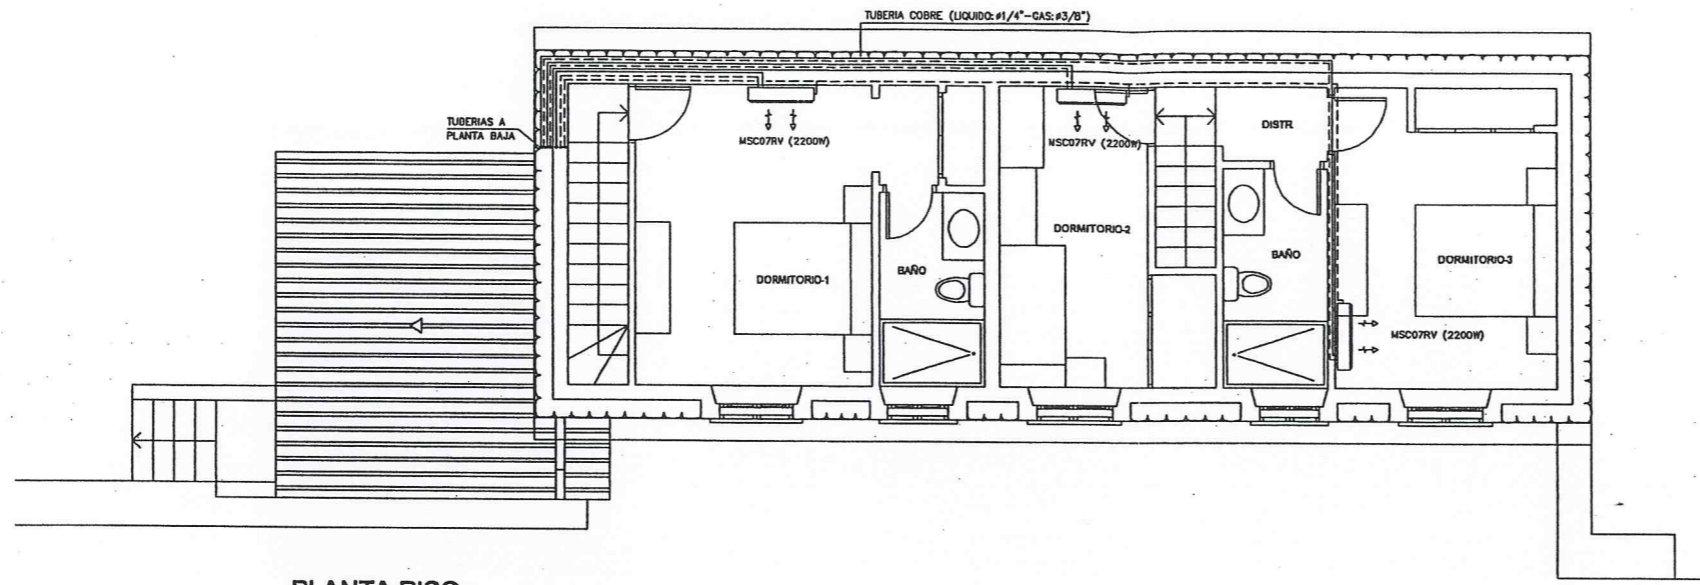 TUBERIA COBRE (LIQUIDO:ø1/4"-GAS:ø3/8")
TUBERIAS A
PLANTA BAJA
MSC07RV (2200W)
MSC07RV (2200W)
DISTR.
DORMITORIO-1
BAÑO
DORMITORIO-2
BAÑO
DORMITORIO-3
MSC07RV (2200W)
PLANTA PISO